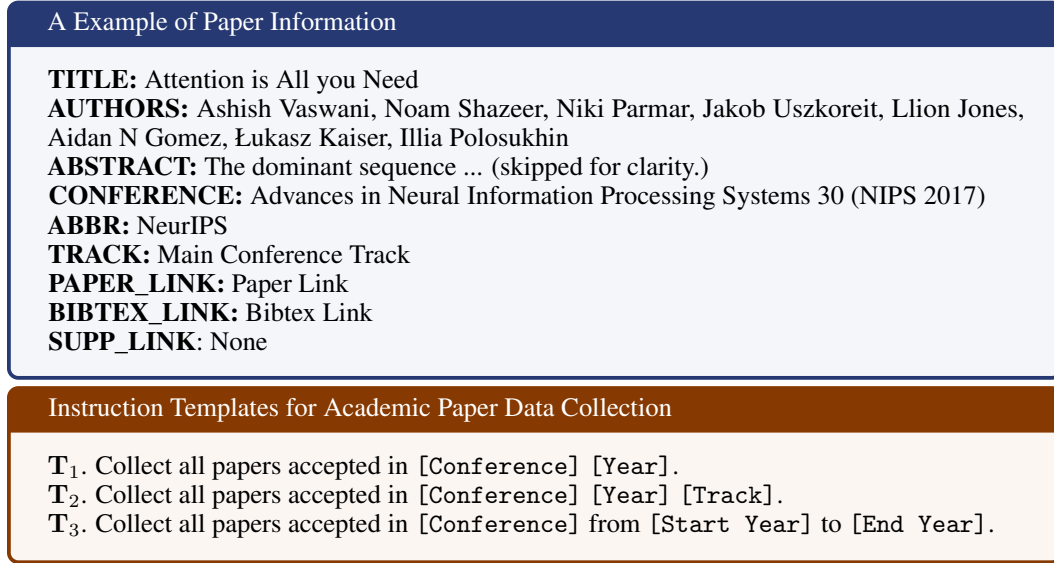 A Example of Paper Information
TITLE: Attention is All you Need
AUTHORS: Ashish Vaswani, Noam Shazeer, Niki Parmar, Jakob Uszkoreit, Llion Jones,
Aidan N Gomez, Łukasz Kaiser, Illia Polosukhin
ABSTRACT: The dominant sequence ... (skipped for clarity.)
CONFERENCE: Advances in Neural Information Processing Systems 30 (NIPS 2017)
ABBR: NeurIPS
TRACK: Main Conference Track
PAPER_LINK: Paper Link
BIBTEX_LINK: Bibtex Link
SUPP_LINK: None
Instruction Templates for Academic Paper Data Collection
T₁. Collect all papers accepted in [Conference] [Year].
T₂. Collect all papers accepted in [Conference] [Year] [Track].
T₃. Collect all papers accepted in [Conference] from [Start Year] to [End Year].